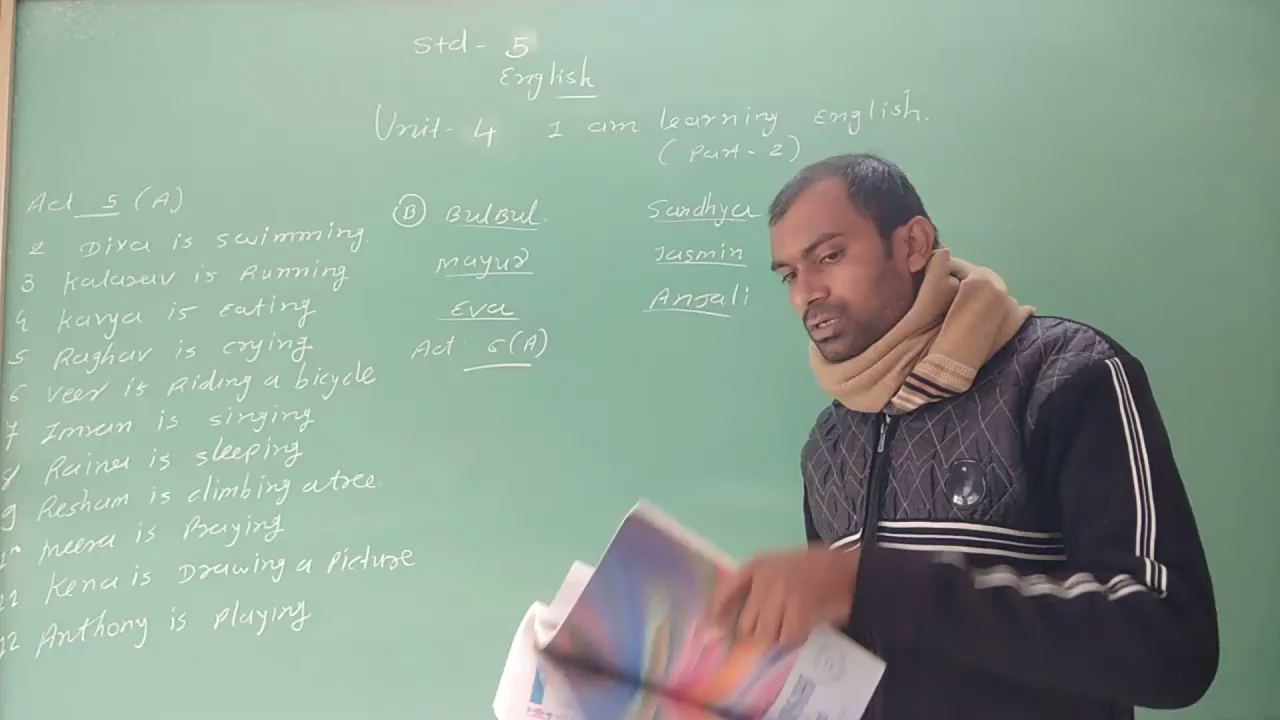 Std - 5
English
Unit - 4 I am learning English.
(Part - 2)
Act : 5 (A)
2 Diva is swimming.
3 Kalarav is Running
4 Kavya is eating
5 Raghav is crying
6 Veer is Riding a bicycle
7 Imran is singing
8 Raina is sleeping
9 Resham is climbing a tree.
10 Meera is Praying
11 Kena is Drawing a Picture
12 Anthony is playing
(B) BulBul. Sandhya
Mayur Jasmin
Eva Anjali
Act : 6 (A)